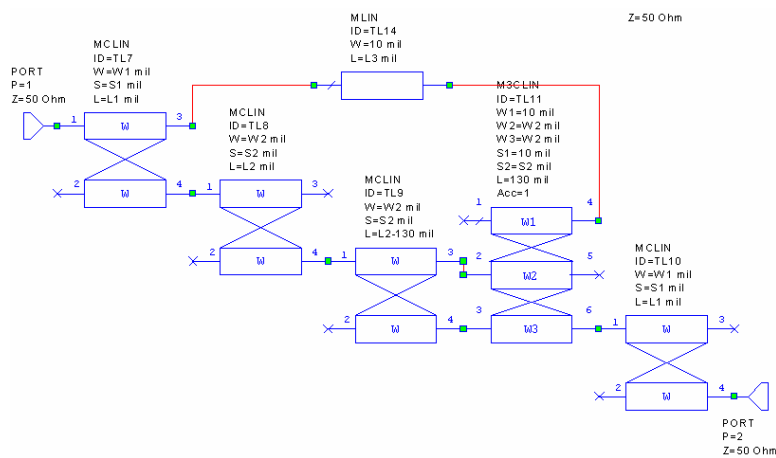 Z=50 Ohm
MLIN
ID=TL14
W=10 mil
L=L3 mil
MCLIN
ID=TL7
W=W1 mil
S=S1 mil
L=L1 mil
PORT
P=1
Z=50 Ohm
1
W
3
2
W
4
MCLIN
ID=TL8
W=W2 mil
S=S2 mil
L=L2 mil
1
W
3
2
W
4
MCLIN
ID=TL9
W=W2 mil
S=S2 mil
L=L2-130 mil
1
W
3
2
W
4
M3CLIN
ID=TL11
W1=10 mil
W2=W2 mil
W3=W2 mil
S1=10 mil
S2=S2 mil
L=130 mil
Acc=1
1
W1
4
2
W2
5
3
W3
6
MCLIN
ID=TL10
W=W1 mil
S=S1 mil
L=L1 mil
1
W
3
2
W
4
PORT
P=2
Z=50 Ohm